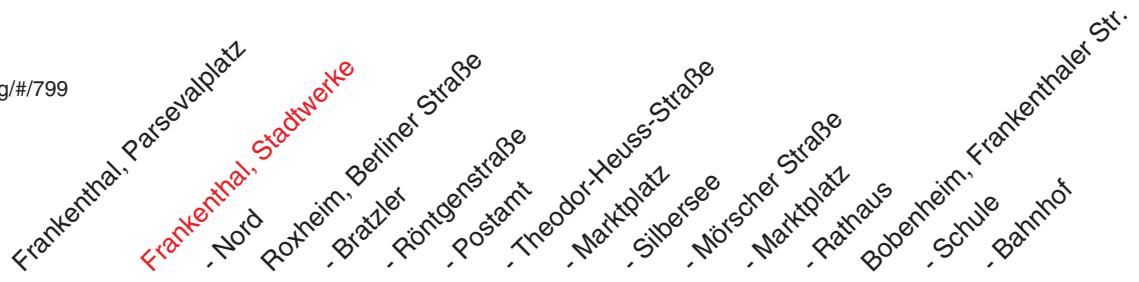 g/#/799
Frankenthal, Parsevalplatz
Frankenthal, Stadtwerke
- Nord
Roxheim, Berliner Straße
- Bratzler
- Röntgenstraße
- Postamt
- Theodor-Heuss-Straße
- Marktplatz
- Silbersee
- Mörscher Straße
- Marktplatz
- Rathaus
Bobenheim, Frankenthaler Str.
- Schule
- Bahnhof